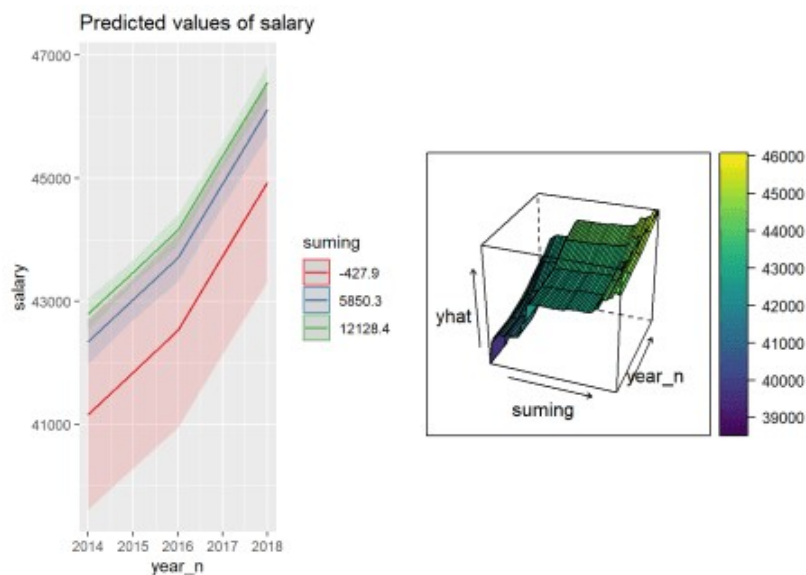 Predicted values of salary
47000
45000
43000
41000
salary
2014 2015 2016 2017 2018
year_n
suming
-427.9
5850.3
12128.4
yhat
suming
year_n
46000
45000
44000
43000
42000
41000
40000
39000